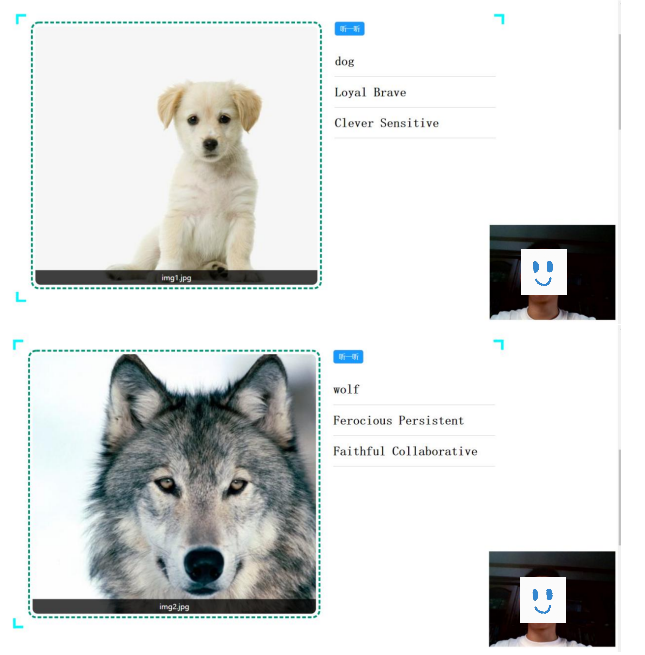 听一听
dog
Loyal Brave
Clever Sensitive
img1.jpg
听一听
wolf
Ferocious Persistent
Faithful Collaborative
img2.jpg